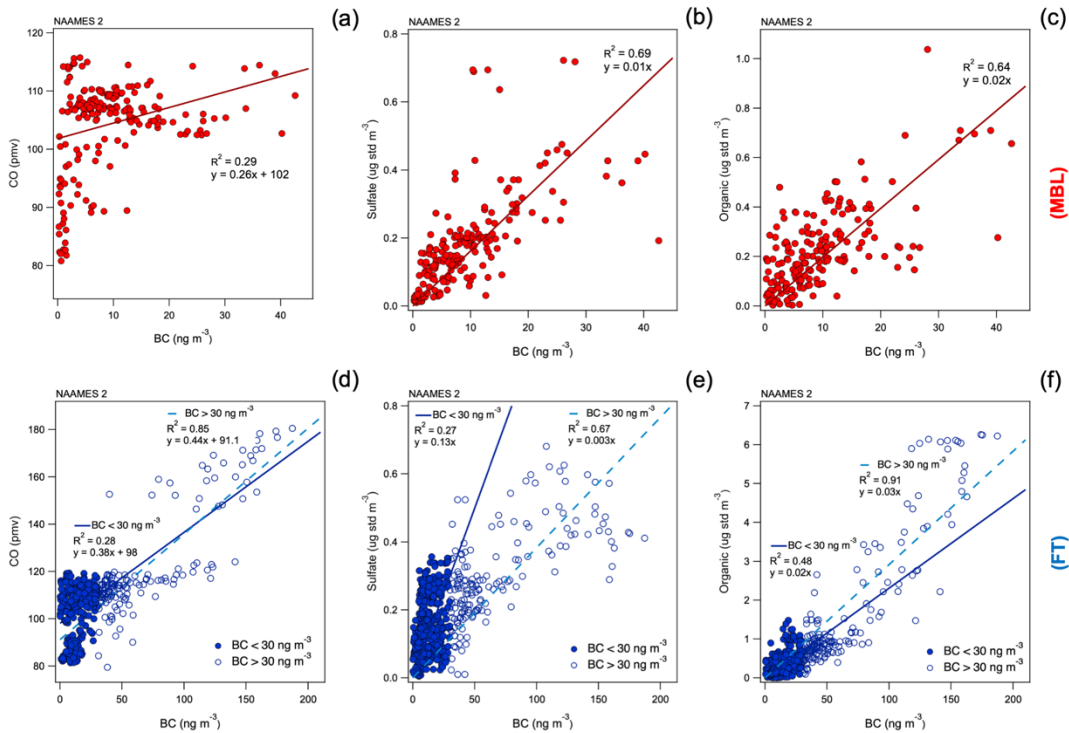 NAAMES 2
(a)
120
110
100
90
80
CO (pmv)
R² = 0.29
y = 0.26x + 102
0
10
20
30
40
BC (ng m⁻³)
NAAMES 2
(b)
0.8
0.6
0.4
0.2
0.0
Sulfate (ug std m⁻³)
R² = 0.69
y = 0.01x
0
10
20
30
40
BC (ng m⁻³)
NAAMES 2
(c)
1.0
0.8
0.6
0.4
0.2
0.0
Organic (ug std m⁻³)
R² = 0.64
y = 0.02x
0
10
20
30
40
BC (ng m⁻³)
(MBL)
NAAMES 2
(d)
180
160
140
120
100
80
CO (pmv)
BC > 30 ng m⁻³
R² = 0.85
y = 0.44x + 91.1
BC < 30 ng m⁻³
R² = 0.28
y = 0.38x + 98
BC < 30 ng m⁻³
BC > 30 ng m⁻³
0
50
100
150
200
BC (ng m⁻³)
NAAMES 2
(e)
0.8
0.6
0.4
0.2
0.0
Sulfate (ug std m⁻³)
BC < 30 ng m⁻³
R² = 0.27
y = 0.13x
BC > 30 ng m⁻³
R² = 0.67
y = 0.003x
BC < 30 ng m⁻³
BC > 30 ng m⁻³
0
50
100
150
200
BC (ng m⁻³)
NAAMES 2
(f)
7
6
5
4
3
2
1
0
Organic (ug std m⁻³)
BC > 30 ng m⁻³
R² = 0.91
y = 0.03x
BC < 30 ng m⁻³
R² = 0.48
y = 0.02x
BC < 30 ng m⁻³
BC > 30 ng m⁻³
0
50
100
150
200
BC (ng m⁻³)
(FT)